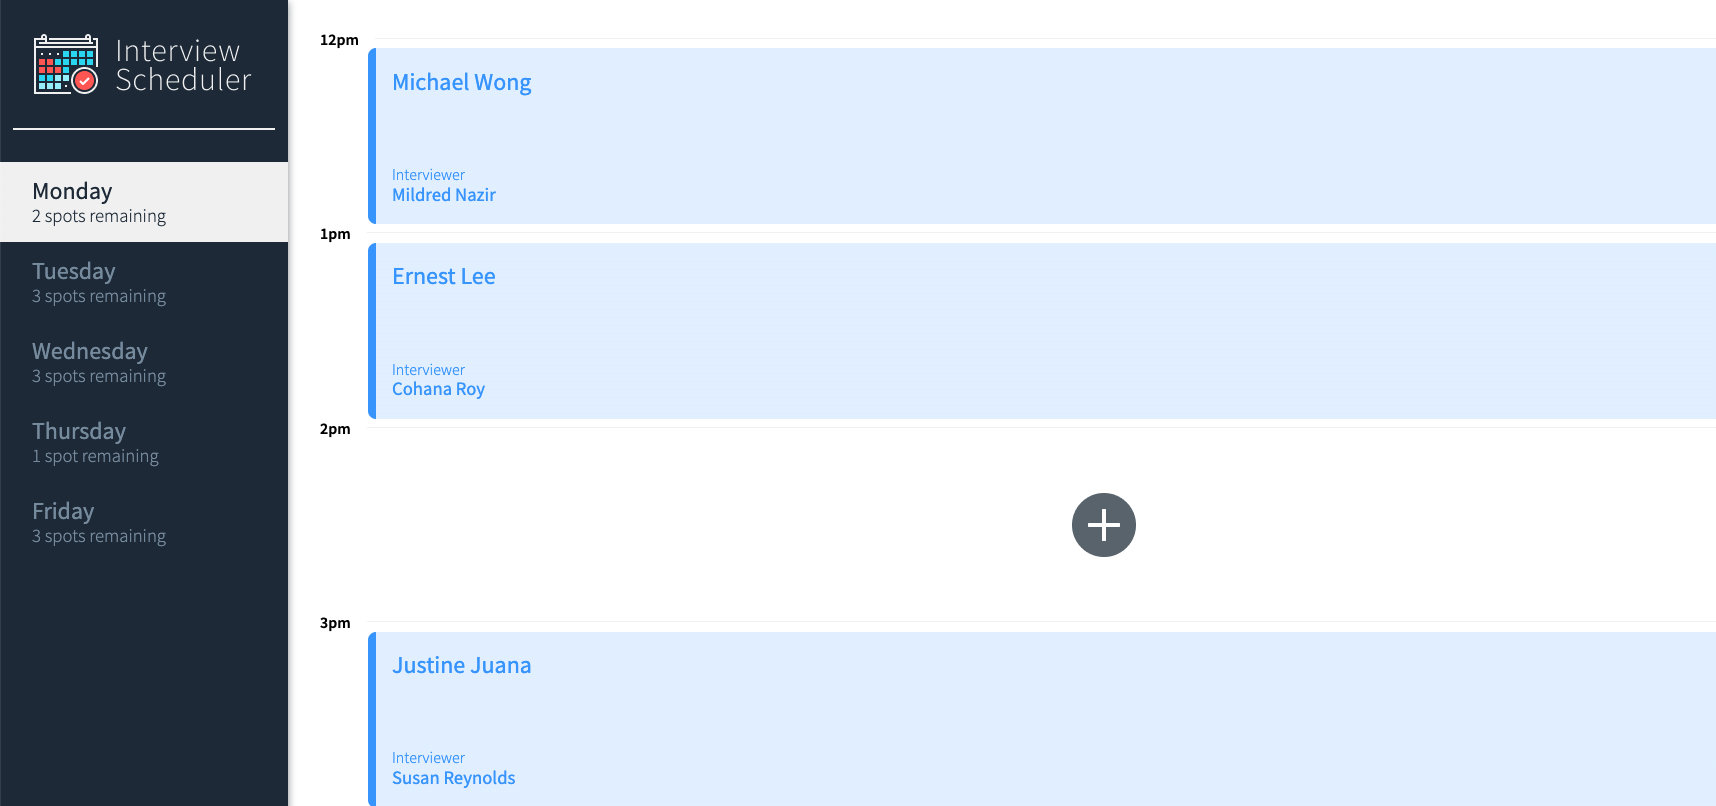 Interview
Scheduler
Monday
2 spots remaining
Tuesday
3 spots remaining
Wednesday
3 spots remaining
Thursday
1 spot remaining
Friday
3 spots remaining
12pm
Michael Wong
Interviewer
Mildred Nazir
1pm
Ernest Lee
Interviewer
Cohana Roy
2pm
3pm
Justine Juana
Interviewer
Susan Reynolds